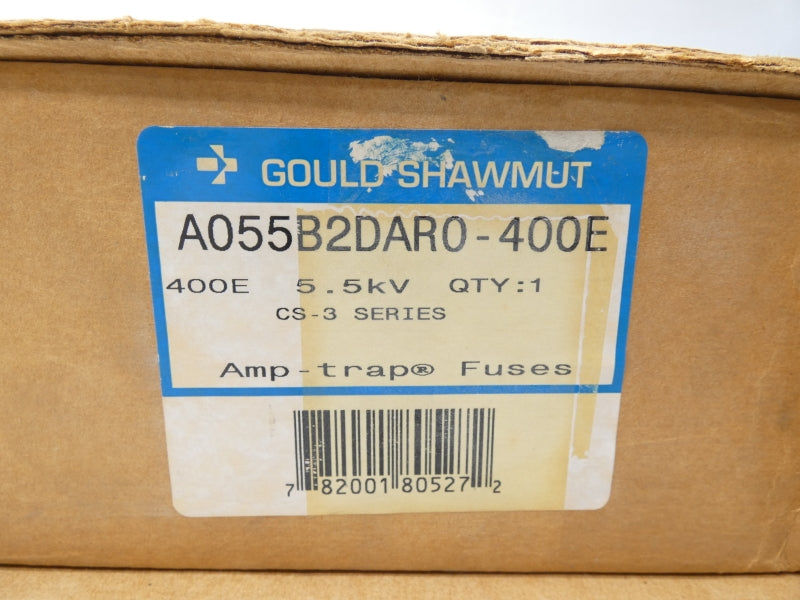 GOULD SHAWMUT
A055B2DAR0-400E
400E 5.5kV QTY:1
CS-3 SERIES
Amp-trap® Fuses
7 82001 80527 2